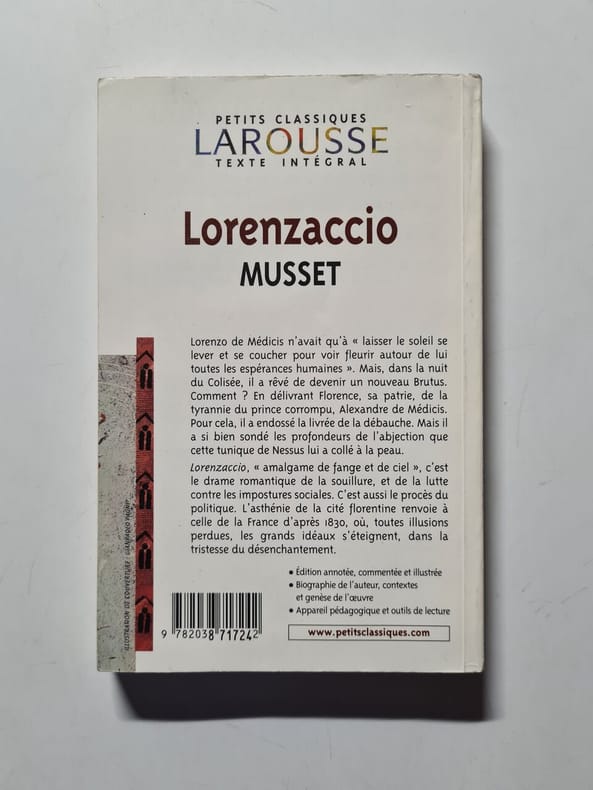 PETITS CLASSIQUES
LAROUSSE
TEXTE INTÉGRAL
Lorenzaccio
MUSSET
Lorenzo de Médicis n'avait qu'à « laisser le soleil se
lever et se coucher pour voir fleurir autour de lui
toutes les espérances humaines ». Mais, dans la nuit
du Colisée, il a rêvé de devenir un nouveau Brutus.
Comment ? En délivrant Florence, sa patrie, de la
tyrannie du prince corrompu, Alexandre de Médicis.
Pour cela, il a endossé la livrée de la débauche. Mais il
a si bien sondé les profondeurs de l'abjection que
cette tunique de Nessus lui a collé à la peau.
Lorenzaccio, « amalgame de fange et de ciel », c'est
le drame romantique de la souillure, et de la lutte
contre les impostures sociales. C'est aussi le procès du
politique. L'asthénie de la cité florentine renvoie à
celle de la France d'après 1830, où, toutes illusions
perdues, les grands idéaux s'éteignent, dans la
tristesse du désenchantement.
• Édition annotée, commentée et illustrée
• Biographie de l'auteur, contextes
et genèse de l'œuvre
• Appareil pédagogique et outils de lecture
www.petitsclassiques.com
9 782038 717242
ILLUSTRATION DE COUVERTURE : GIANPAOLO PAGNI